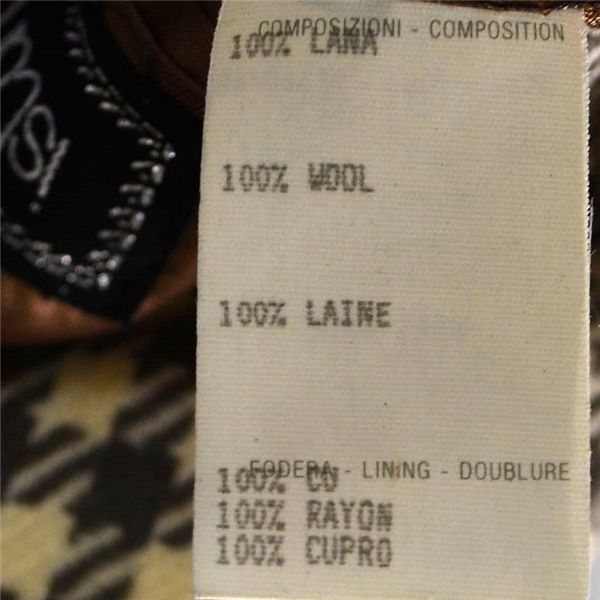 COMPOSIZIONI - COMPOSITION
100% LANA
100% WOOL
100% LAINE
FODERA - LINING - DOUBLURE
100% CU
100% RAYON
100% CUPRO